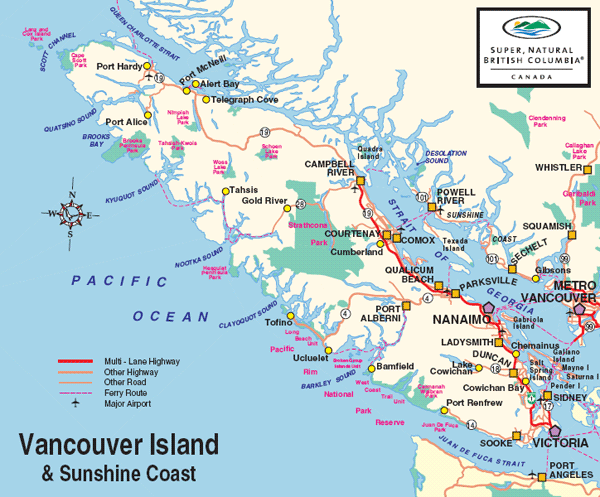 SUPER, NATURAL
BRITISH COLUMBIA®
CANADA
QUEEN CHARLOTTE STRAIT
SCOTT CHANNEL
Cape
Scott
Park
Port Hardy
19
Port McNeill
Alert Bay
Telegraph Cove
Port Alice
Nimpish
Lake
Park
QUATSINO SOUND
BROOKS
BAY
Brooks
Peninsula
Park
Tahsish-Kwois
Park
Woss
Lake
Park
Schoen
Lake
Park
19
KYUQUOT SOUND
Tahsis
Gold River
28
Strathcona
Park
NOOTKA SOUND
Hesquiat
Peninsula
Park
CAMPBELL
RIVER
Quadra
Island
DESOLATION
SOUND
101
POWELL
RIVER
SUNSHINE
COAST
Clendenning
Park
Callaghan
Lake
Park
WHISTLER
Garibaldi
Park
SQUAMISH
99
19
COURTENAY
COMOX
Cumberland
STRAIT OF
GEORGIA
Texada
Island
101
SECHELT
Gibsons
99
METRO
VANCOUVER
QUALICUM
BEACH
PARKSVILLE
4
PORT
ALBERNI
NANAIMO
Gabriola
Island
PACIFIC
OCEAN
CLAYOQUOT SOUND
Tofino
4
Long
Beach
Unit
Pacific
Rim
National
Park
Reserve
Ucluelet
Broken Group
Islands Unit
BARKLEY SOUND
Bamfield
West
Coast
Trail
Unit
LADYSMITH
Chemainus
DUNCAN
18
Lake
Cowichan
Cowichan Bay
Salt
Spring
Island
Galiano
Island
Mayne I
Saturna I
Pender I
99
Carmanah
Walbran
Park
Port Renfrew
Juan De Fuca
Park
14
SIDNEY
17
SOOKE
VICTORIA
JUAN DE FUCA STRAIT
PORT
ANGELES
N
E
S
W
Multi - Lane Highway
Other Highway
Other Road
Ferry Route
Major Airport
Vancouver Island
& Sunshine Coast